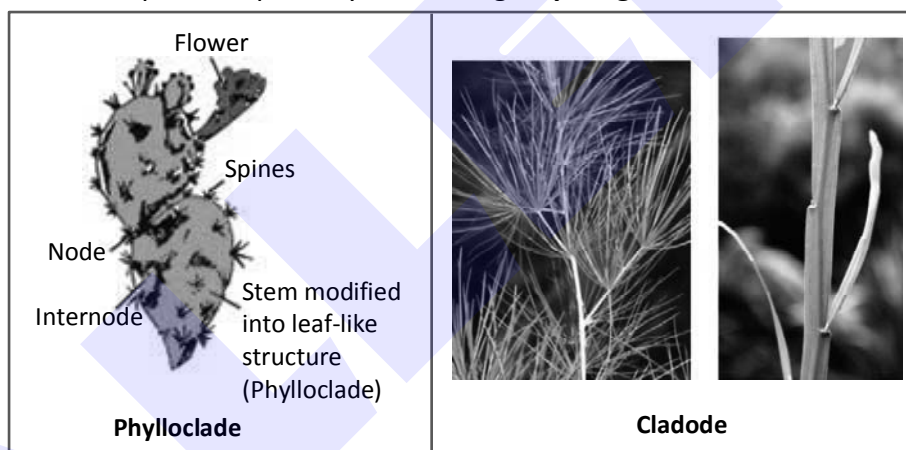 Flower
Spines
Node
Internode
Stem modified
into leaf-like
structure
(Phylloclade)
Phylloclade
Cladode